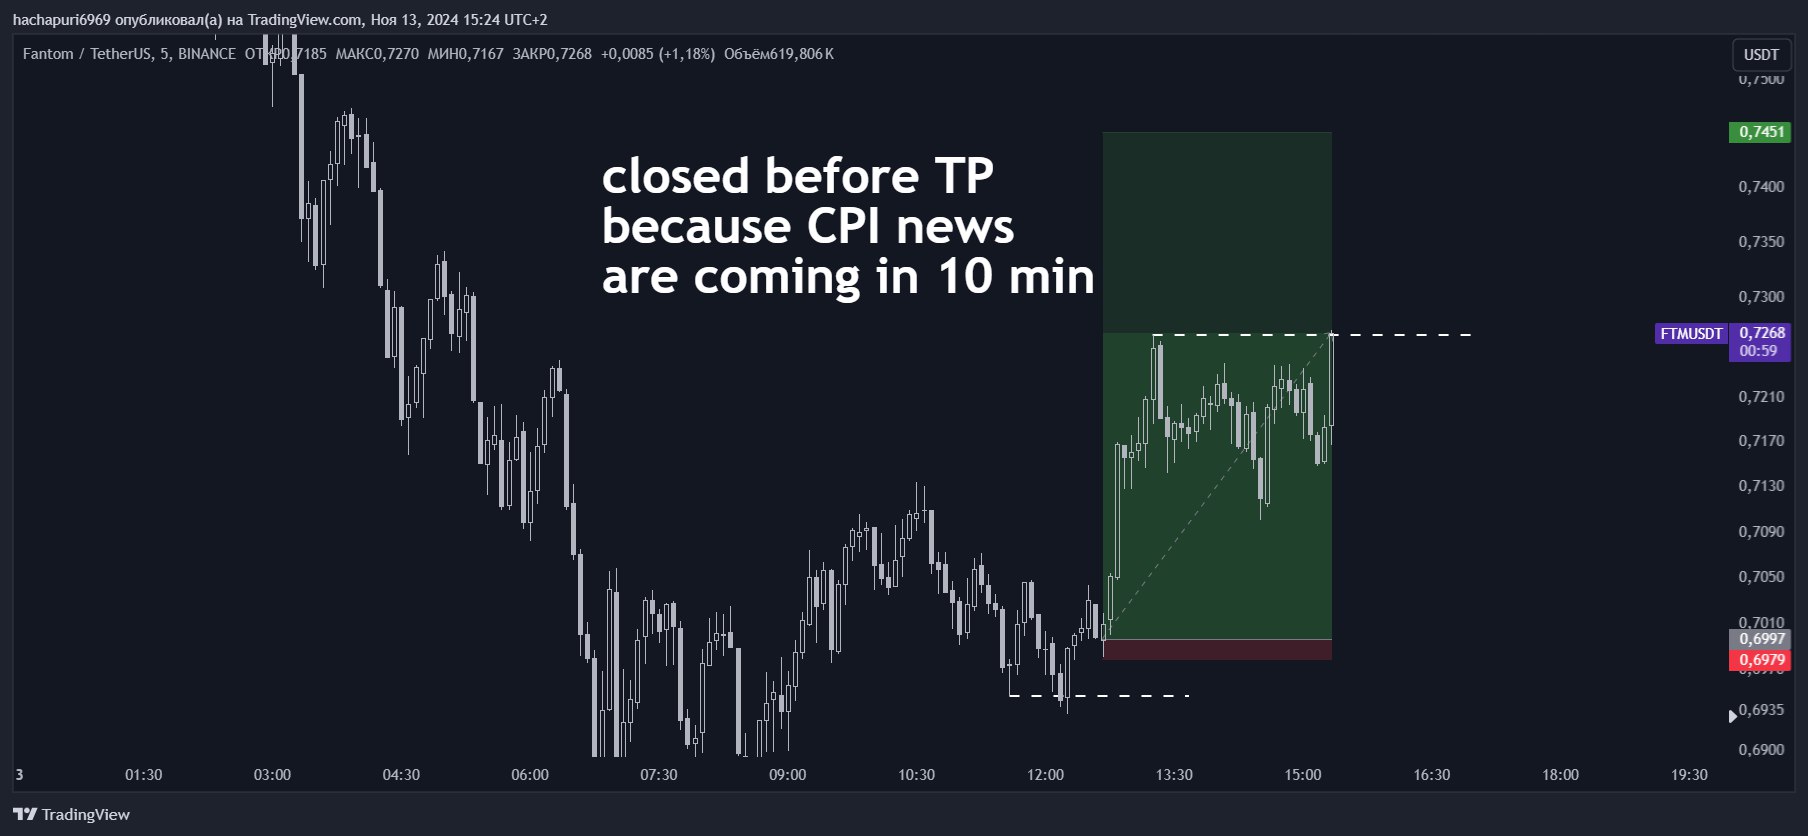 hachapuri6969 опубликовал(а) на TradingView.com, Ноя 13, 2024 15:24 UTC+2
Fantom / TetherUS, 5, BINANCE ОТКР0,7185 МАКС0,7270 МИН0,7167 ЗАКР0,7268 +0,0085 (+1,18%) Объём619,806 K
USDT
0,7500
0,7451
closed before TP
because CPI news
are coming in 10 min
0,7400
0,7350
0,7300
FTMUSDT 0,7268
00:59
0,7210
0,7170
0,7130
0,7090
0,7050
0,7010
0,6997
0,6979
0,6935
0,6900
3 01:30 03:00 04:30 06:00 07:30 09:00 10:30 12:00 13:30 15:00 16:30 18:00 19:30
TradingView